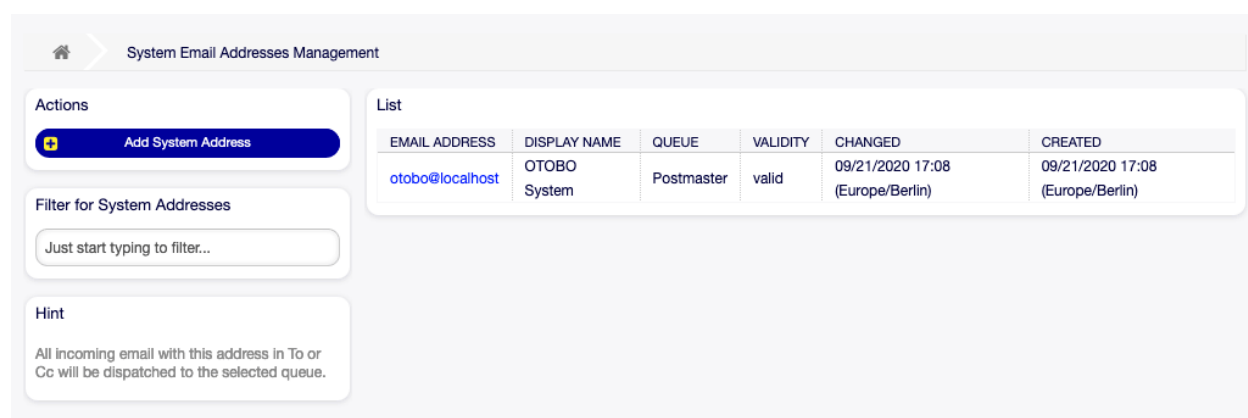 System Email Addresses Management
Actions
Add System Address
Filter for System Addresses
Just start typing to filter...
Hint
All incoming email with this address in To or
Cc will be dispatched to the selected queue.
List
EMAIL ADDRESS DISPLAY NAME QUEUE VALIDITY CHANGED CREATED
otobo@localhost OTOBO System Postmaster valid 09/21/2020 17:08 (Europe/Berlin) 09/21/2020 17:08 (Europe/Berlin)